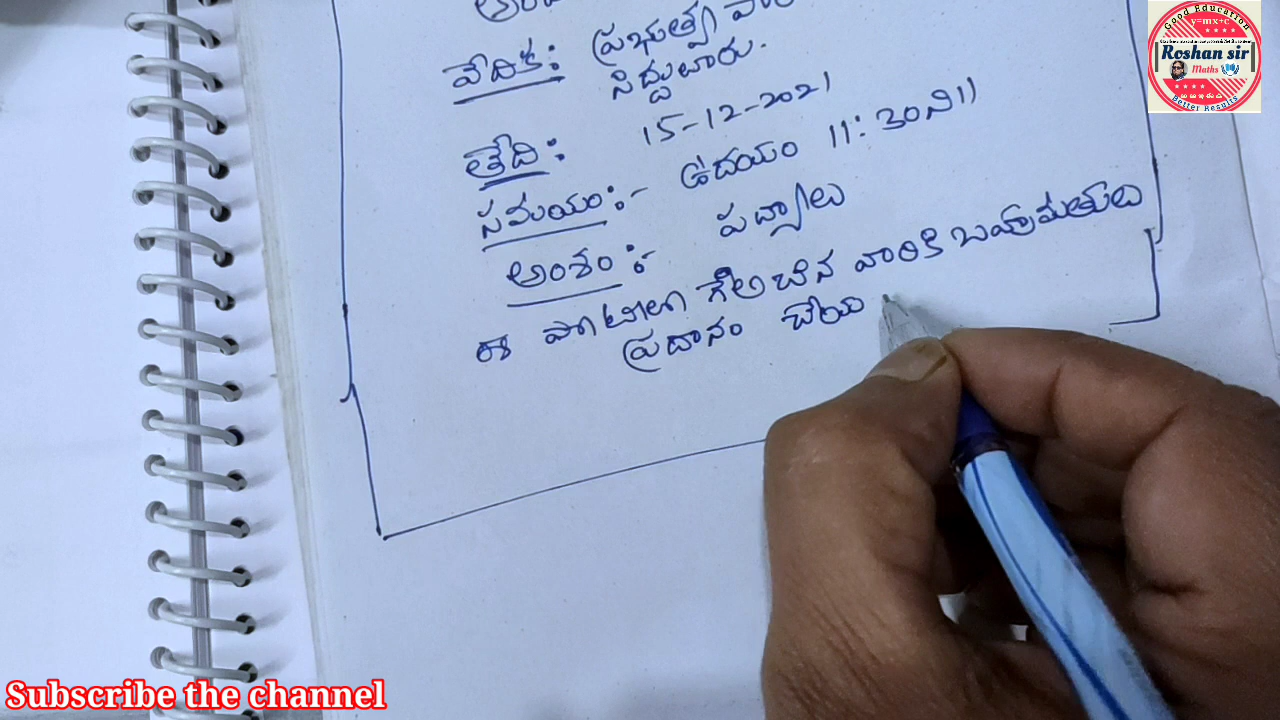 వేదిక: ప్రభుత్వ
సిద్దుటూరు.
తేది: 15-12-2021
సమయం:- ఉదయం 11:30ని॥
అంశం:- పద్యాలు
ఈ పోటీలో గెలిచిన వారికి బహుమతులు
ప్రదానం చేయ
Good Education
y=mx+c
Roshan sir
Maths
Better Results
Subscribe the channel